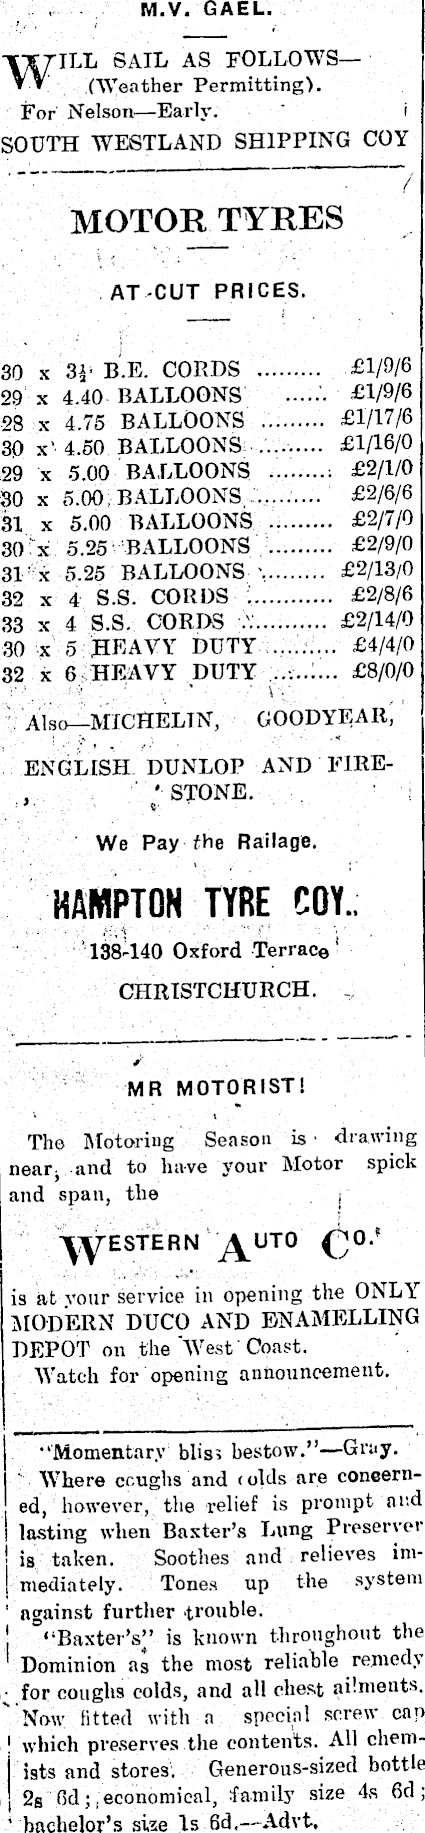 M.V. GAEL.
WILL SAIL AS FOLLOWS—
(Weather Permitting).
For Nelson—Early.
SOUTH WESTLAND SHIPPING COY
MOTOR TYRES
AT CUT PRICES.
30 x 3½ B.E. CORDS ......... £1/9/6
29 x 4.40 BALLOONS ...... £1/9/6
28 x 4.75 BALLOONS ......... £1/17/6
30 x 4.50 BALLOONS ......... £1/16/0
29 x 5.00 BALLOONS ......... £2/1/0
30 x 5.00 BALLOONS ......... £2/6/6
31 x 5.00 BALLOONS ......... £2/7/0
30 x 5.25 BALLOONS ......... £2/9/0
31 x 5.25 BALLOONS ......... £2/13/0
32 x 4 S.S. CORDS ............ £2/8/6
33 x 4 S.S. CORDS ............ £2/14/0
30 x 5 HEAVY DUTY ......... £4/4/0
32 x 6 HEAVY DUTY ......... £8/0/0
Also—MICHELIN, GOODYEAR,
ENGLISH DUNLOP AND FIRE-
STONE.
We Pay the Railage.
HAMPTON TYRE COY.,
138-140 Oxford Terrace
CHRISTCHURCH.
MR MOTORIST!
The Motoring Season is drawing
near, and to have your Motor spick
and span, the
WESTERN AUTO CO.
is at your service in opening the ONLY
MODERN DUCO AND ENAMELLING
DEPOT on the West Coast.
Watch for opening announcement.
"Momentary bliss bestow."—Gray.
Where coughs and colds are concern-
ed, however, the relief is prompt and
lasting when Baxter's Lung Preserver
is taken. Soothes and relieves im-
mediately. Tones up the system
against further trouble.
"Baxter's" is known throughout the
Dominion as the most reliable remedy
for coughs colds, and all chest ailments.
Now fitted with a special screw cap
which preserves the contents. All chem-
ists and stores. Generous-sized bottle
2s 6d; economical, family size 4s 6d;
bachelor's size 1s 6d.—Advt.